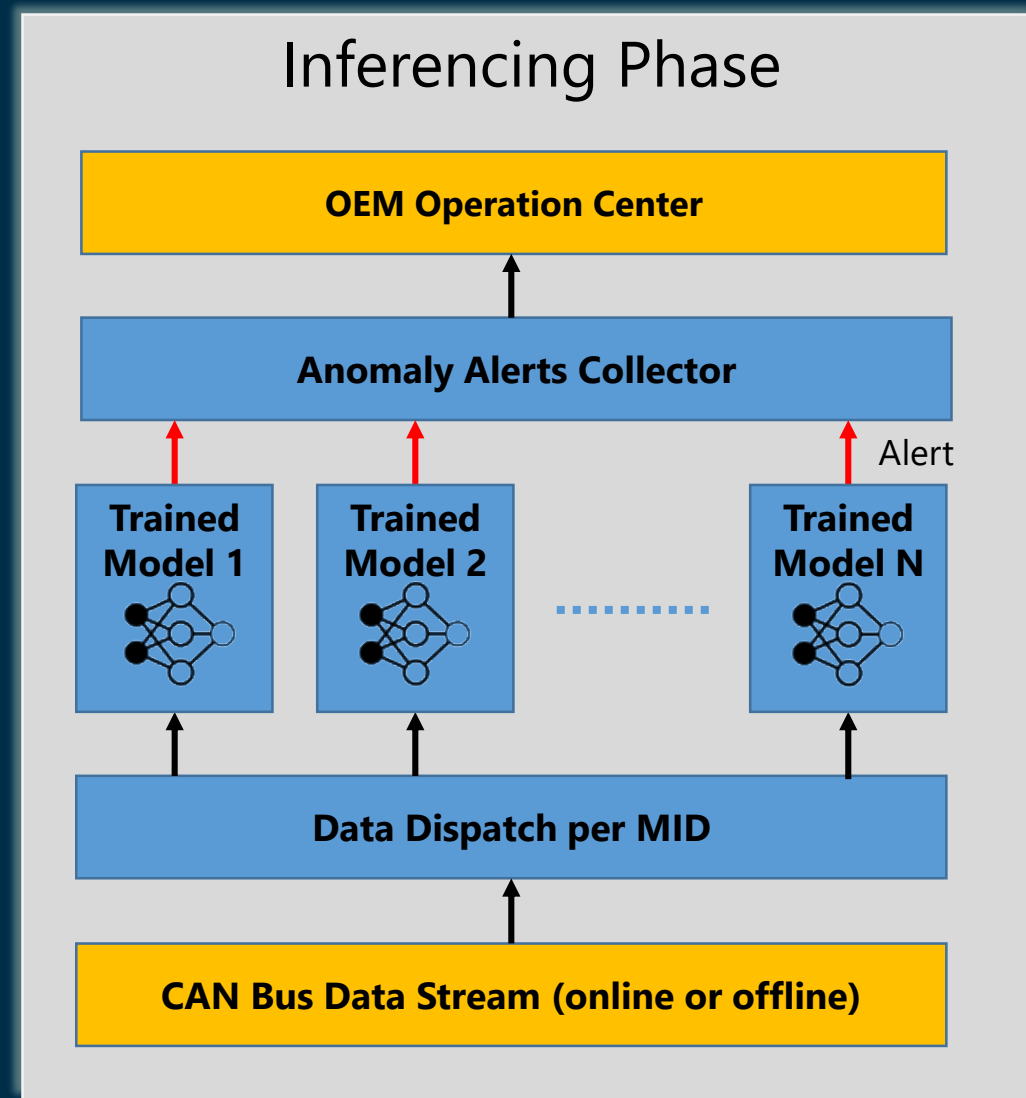 Inferencing Phase
OEM Operation Center
Anomaly Alerts Collector
Alert
Trained
Model 1
Trained
Model 2
Trained
Model N
Data Dispatch per MID
CAN Bus Data Stream (online or offline)